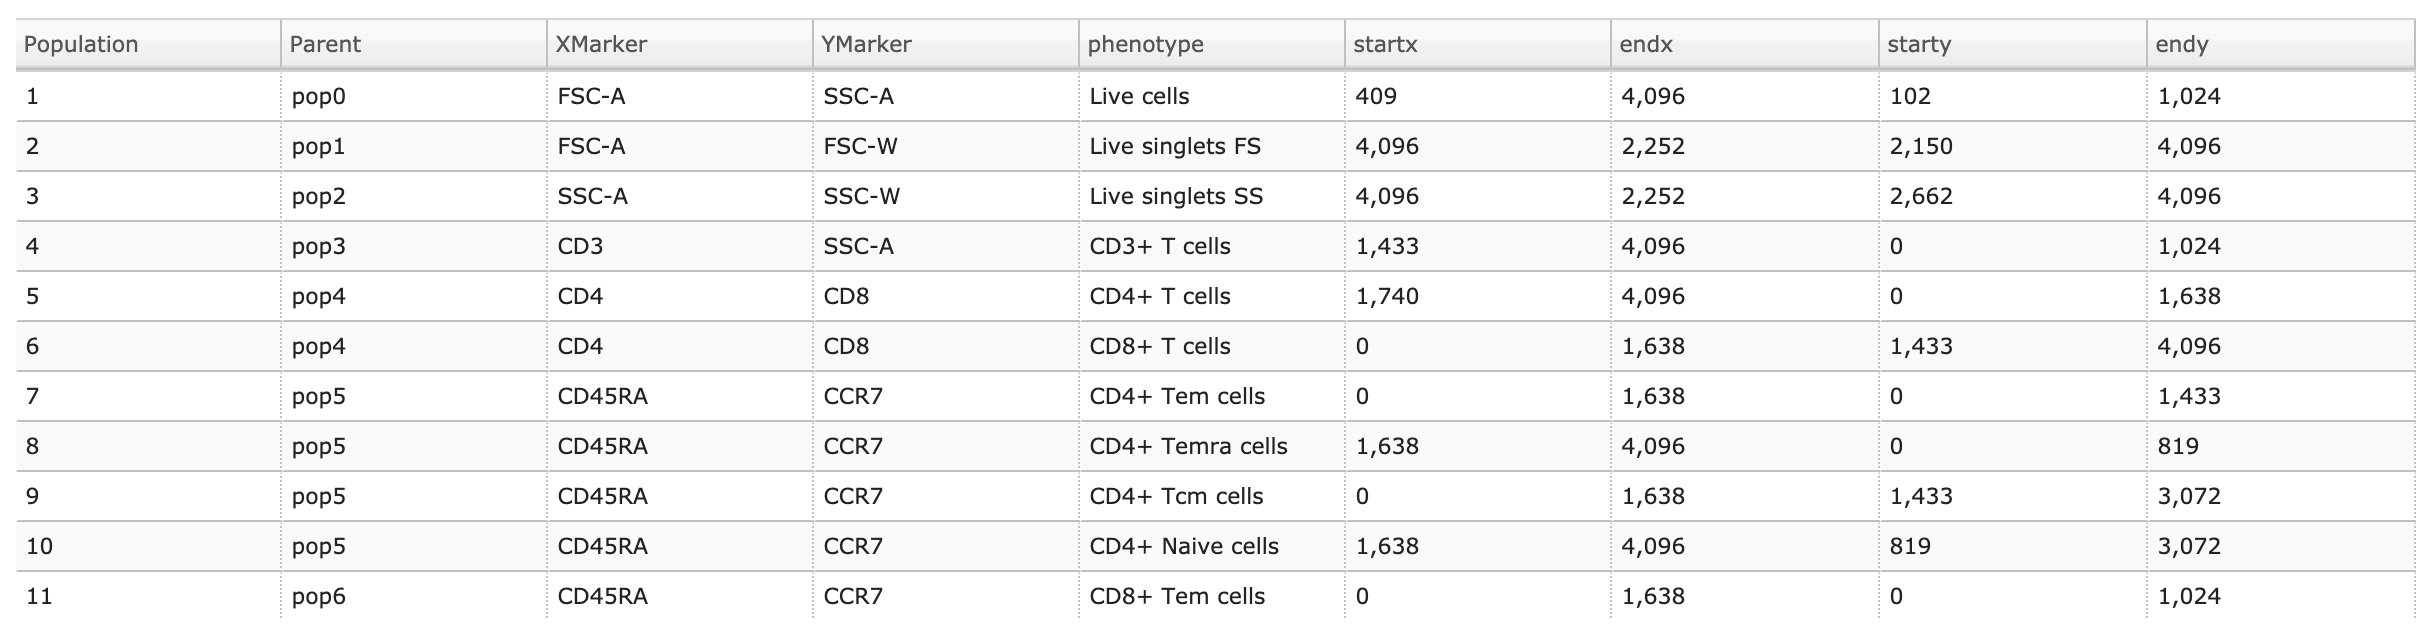 Population Parent XMarker YMarker phenotype startx endx starty endy
1 pop0 FSC-A SSC-A Live cells 409 4,096 102 1,024
2 pop1 FSC-A FSC-W Live singlets FS 4,096 2,252 2,150 4,096
3 pop2 SSC-A SSC-W Live singlets SS 4,096 2,252 2,662 4,096
4 pop3 CD3 SSC-A CD3+ T cells 1,433 4,096 0 1,024
5 pop4 CD4 CD8 CD4+ T cells 1,740 4,096 0 1,638
6 pop4 CD4 CD8 CD8+ T cells 0 1,638 1,433 4,096
7 pop5 CD45RA CCR7 CD4+ Tem cells 0 1,638 0 1,433
8 pop5 CD45RA CCR7 CD4+ Temra cells 1,638 4,096 0 819
9 pop5 CD45RA CCR7 CD4+ Tcm cells 0 1,638 1,433 3,072
10 pop5 CD45RA CCR7 CD4+ Naive cells 1,638 4,096 819 3,072
11 pop6 CD45RA CCR7 CD8+ Tem cells 0 1,638 0 1,024